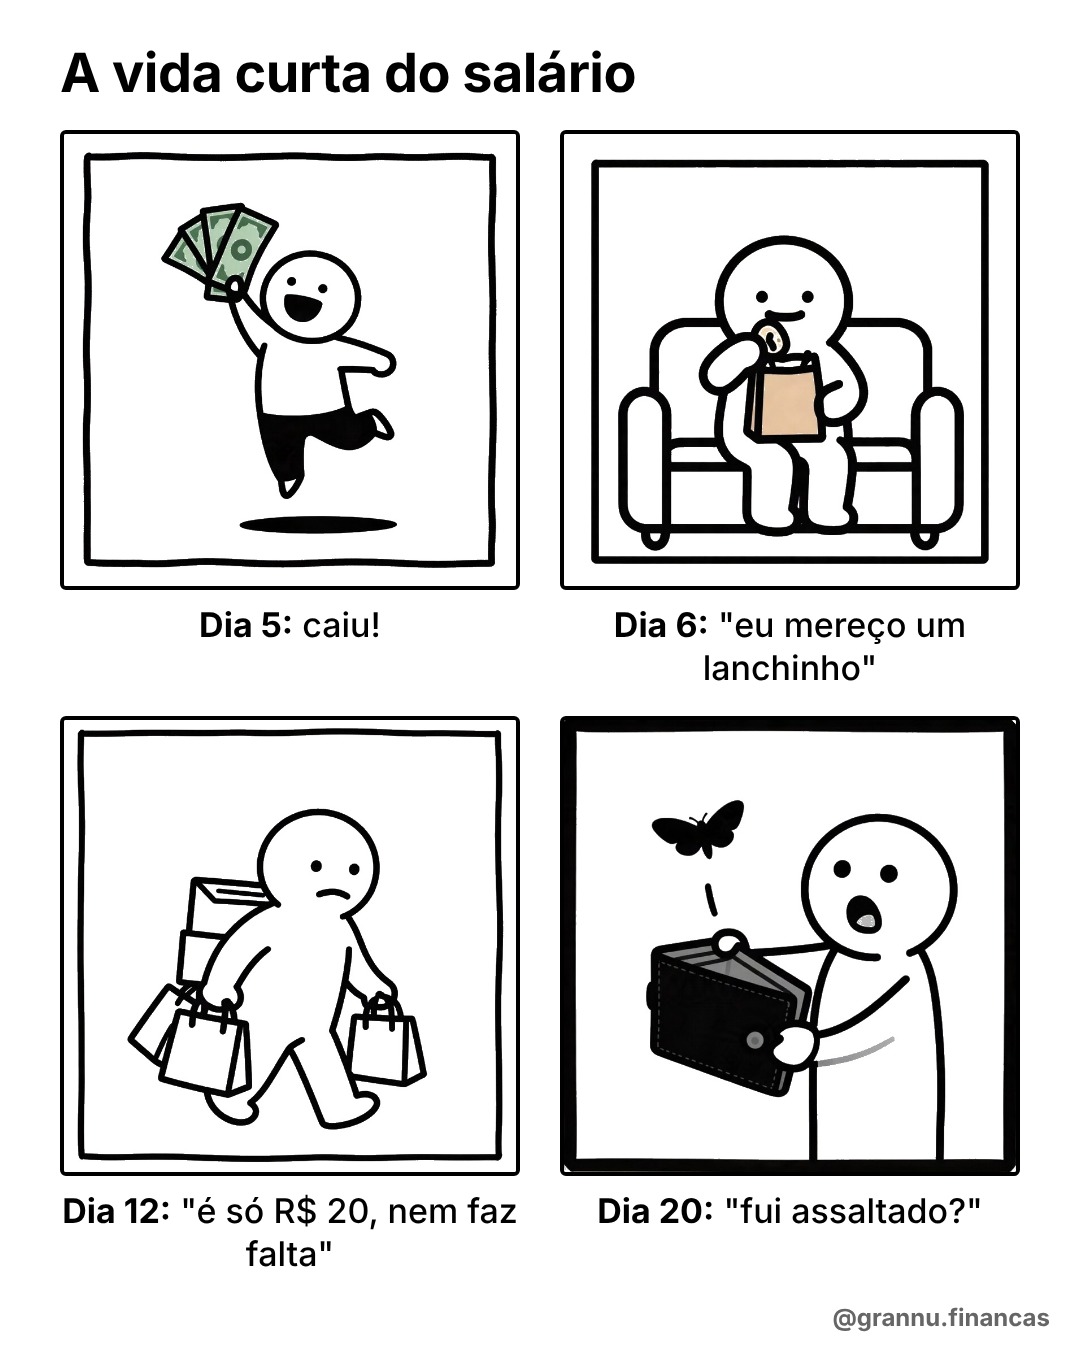 A vida curta do salário
Dia 5: caiu!
Dia 6: "eu mereço um
lanchinho"
Dia 12: "é só R$ 20, nem faz
falta"
Dia 20: "fui assaltado?"
@grannu.financas